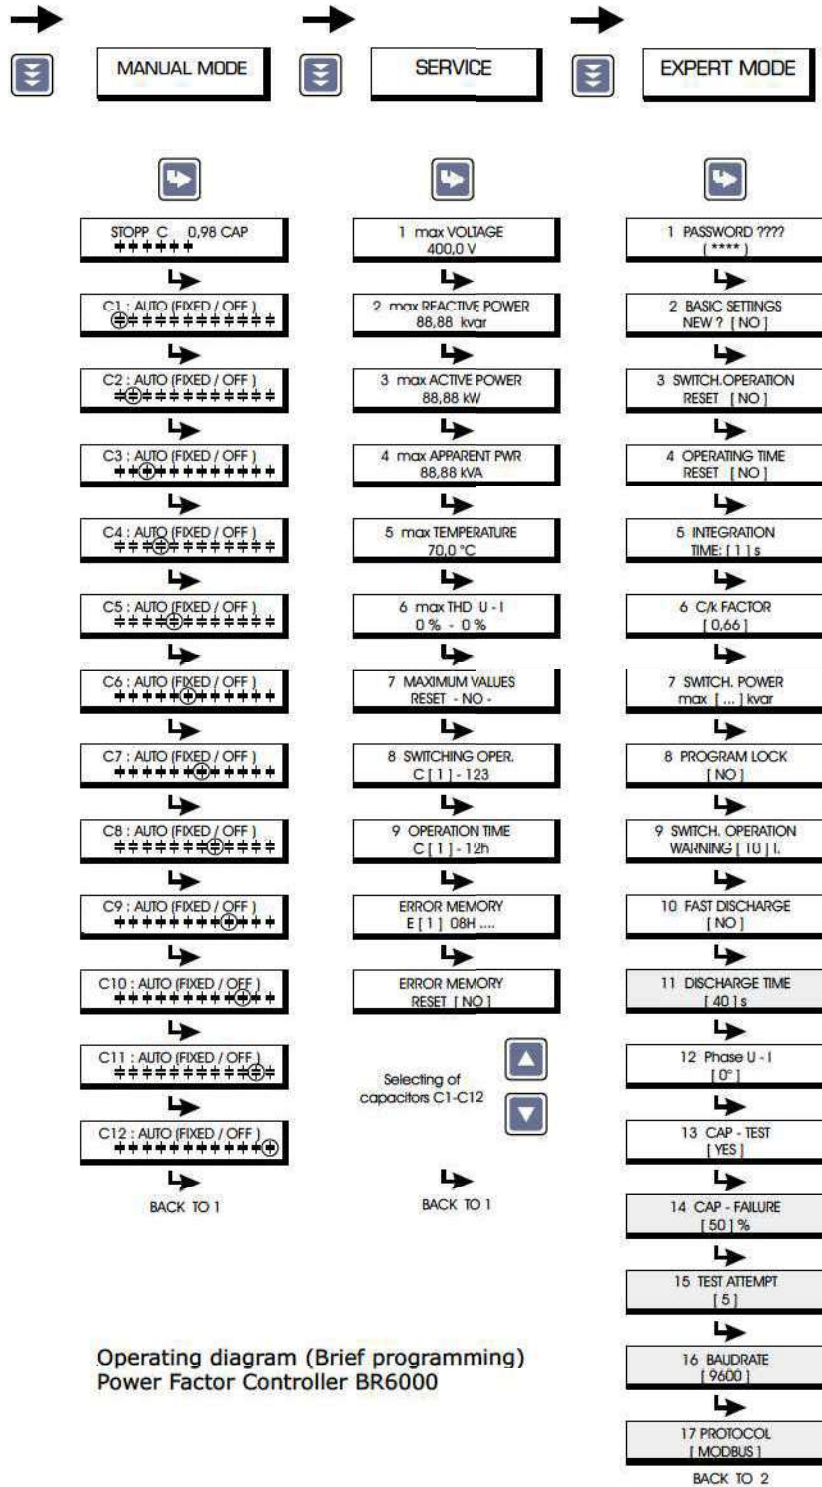 MANUAL MODE
SERVICE
EXPERT MODE
STOPP C 0,98 CAP
C1 : AUTO (FIXED / OFF )
C2 : AUTO (FIXED / OFF )
C3 : AUTO (FIXED / OFF )
C4 : AUTO (FIXED / OFF )
C5 : AUTO (FIXED / OFF )
C6 : AUTO (FIXED / OFF )
C7 : AUTO (FIXED / OFF )
C8 : AUTO (FIXED / OFF )
C9 : AUTO (FIXED / OFF )
C10 : AUTO (FIXED / OFF )
C11 : AUTO (FIXED / OFF )
C12 : AUTO (FIXED / OFF )
BACK TO 1
1 max VOLTAGE
400,0 V
2 max REACTIVE POWER
88,88 kvar
3 max ACTIVE POWER
88,88 kW
4 max APPARENT PWR
88,88 kVA
5 max TEMPERATURE
70,0 °C
6 max THD U - I
0 % - 0 %
7 MAXIMUM VALUES
RESET - NO -
8 SWITCHING OPER.
C [ 1 ] - 123
9 OPERATION TIME
C [ 1 ] - 12h
ERROR MEMORY
E [ 1 ] 08H ....
ERROR MEMORY
RESET [ NO ]
Selecting of
capacitors C1-C12
BACK TO 1
1 PASSWORD ????
( **** )
2 BASIC SETTINGS
NEW ? [ NO ]
3 SWITCH.OPERATION
RESET [ NO ]
4 OPERATING TIME
RESET [ NO ]
5 INTEGRATION
TIME: [ 1 ] s
6 C/k FACTOR
[ 0,66 ]
7 SWITCH. POWER
max [ ... ] kvar
8 PROGRAM LOCK
[ NO ]
9 SWITCH. OPERATION
WARNING [ 10 ] T.
10 FAST DISCHARGE
[ NO ]
11 DISCHARGE TIME
[ 40 ] s
12 Phase U - I
[ 0° ]
13 CAP - TEST
[ YES ]
14 CAP - FAILURE
[ 50 ] %
15 TEST ATTEMPT
[ 5 ]
16 BAUDRATE
[ 9600 ]
17 PROTOCOL
[ MODBUS ]
BACK TO 2
Operating diagram (Brief programming)
Power Factor Controller BR6000